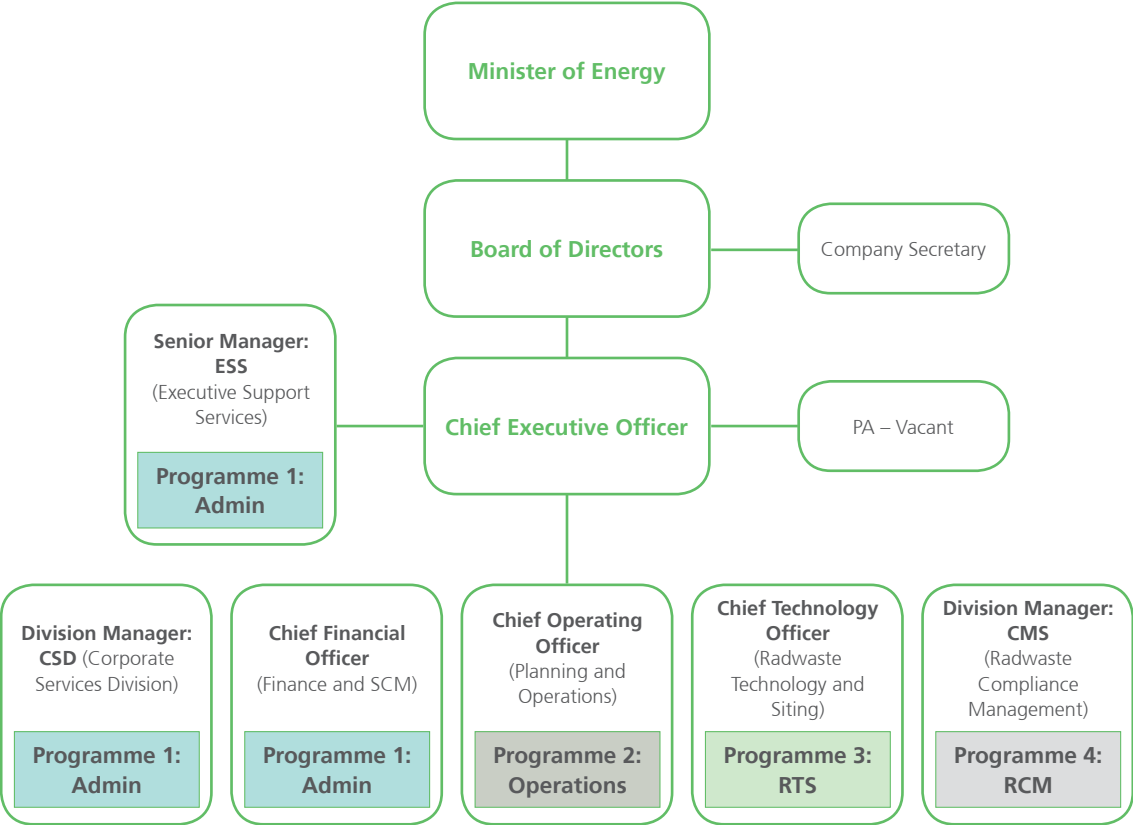 Minister of Energy
Board of Directors
Company Secretary
Senior Manager:
ESS
(Executive Support
Services)
Programme 1:
Admin
Chief Executive Officer
PA – Vacant
Division Manager:
CSD (Corporate
Services Division)
Programme 1:
Admin
Chief Financial
Officer
(Finance and SCM)
Programme 1:
Admin
Chief Operating
Officer
(Planning and
Operations)
Programme 2:
Operations
Chief Technology
Officer
(Radwaste
Technology and
Siting)
Programme 3:
RTS
Division Manager:
CMS
(Radwaste
Compliance
Management)
Programme 4:
RCM